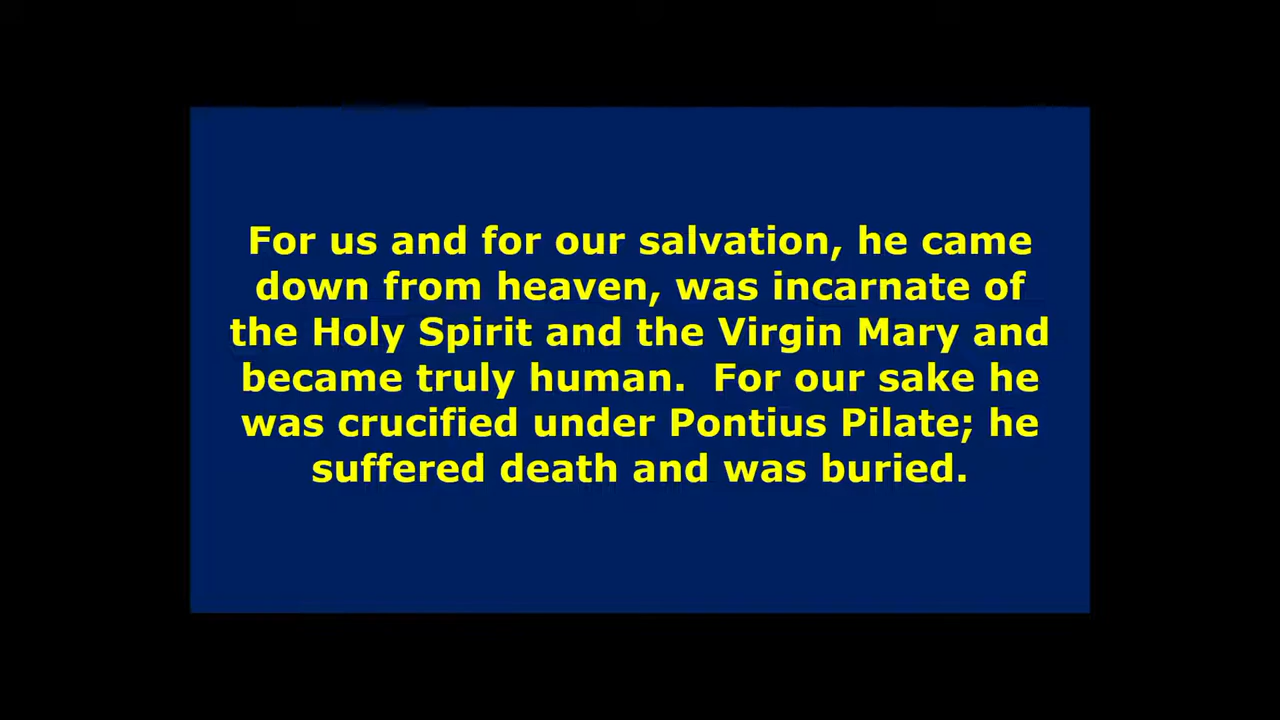 For us and for our salvation, he came
down from heaven, was incarnate of
the Holy Spirit and the Virgin Mary and
became truly human.  For our sake he
was crucified under Pontius Pilate; he
suffered death and was buried.